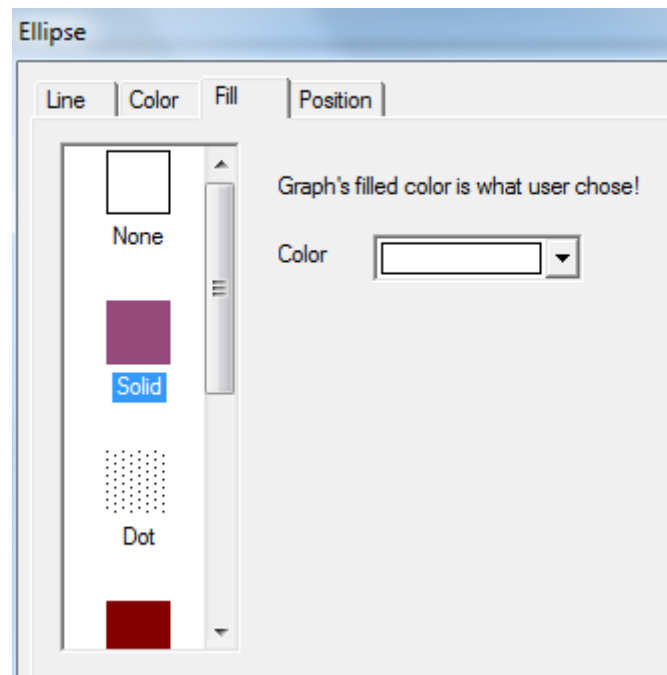 Ellipse
Line Color Fill Position
None
Solid
Dot
Graph's filled color is what user chose!
Color